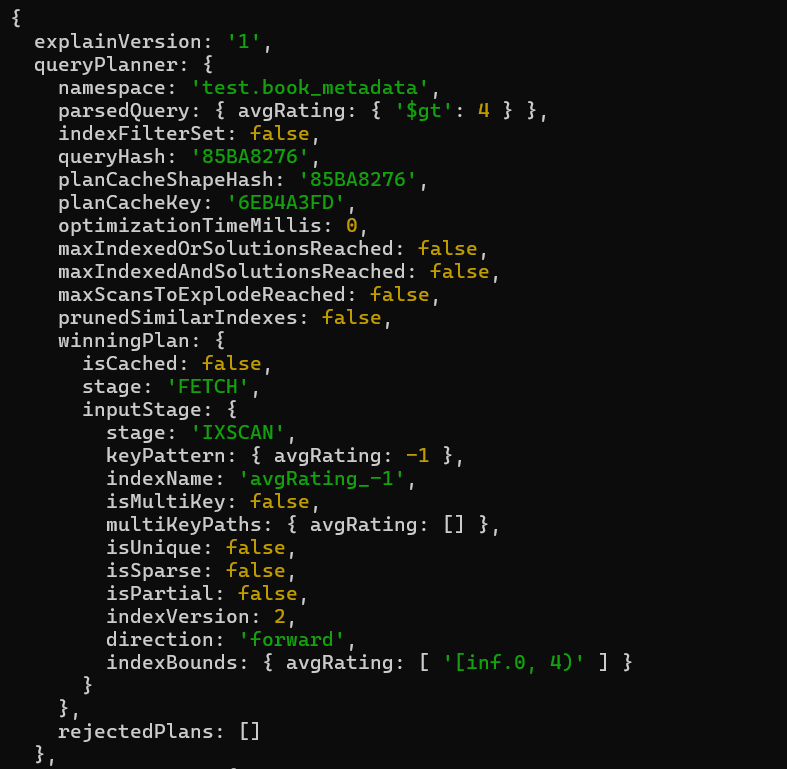 {
  explainVersion: '1',
  queryPlanner: {
    namespace: 'test.book_metadata',
    parsedQuery: { avgRating: { '$gt': 4 } },
    indexFilterSet: false,
    queryHash: '85BA8276',
    planCacheShapeHash: '85BA8276',
    planCacheKey: '6EB4A3FD',
    optimizationTimeMillis: 0,
    maxIndexedOrSolutionsReached: false,
    maxIndexedAndSolutionsReached: false,
    maxScansToExplodeReached: false,
    prunedSimilarIndexes: false,
    winningPlan: {
      isCached: false,
      stage: 'FETCH',
      inputStage: {
        stage: 'IXSCAN',
        keyPattern: { avgRating: -1 },
        indexName: 'avgRating_-1',
        isMultiKey: false,
        multiKeyPaths: { avgRating: [] },
        isUnique: false,
        isSparse: false,
        isPartial: false,
        indexVersion: 2,
        direction: 'forward',
        indexBounds: { avgRating: [ '[inf.0, 4)' ] }
      }
    },
    rejectedPlans: []
  },